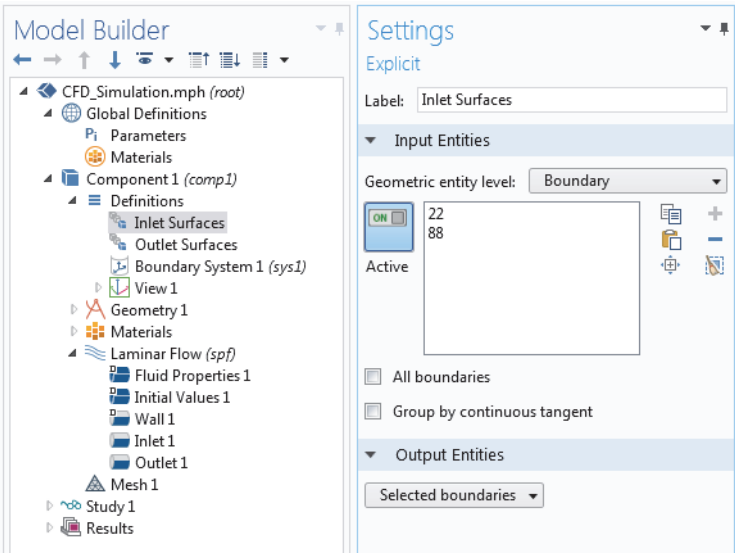 Model Builder
CFD_Simulation.mph (root)
Global Definitions
Pi Parameters
Materials
Component 1 (comp1)
Definitions
Inlet Surfaces
Outlet Surfaces
Boundary System 1 (sys1)
View 1
Geometry 1
Materials
Laminar Flow (spf)
Fluid Properties 1
Initial Values 1
Wall 1
Inlet 1
Outlet 1
Mesh 1
Study 1
Results
Settings
Explicit
Label: Inlet Surfaces
Input Entities
Geometric entity level: Boundary
ON
Active
22
88
All boundaries
Group by continuous tangent
Output Entities
Selected boundaries